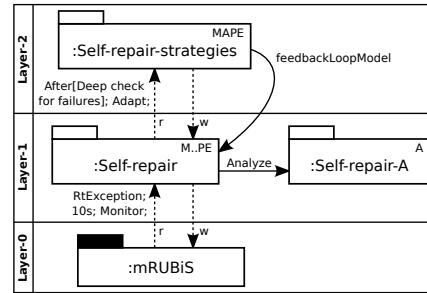 Layer-2
MAPE
:Self-repair-strategies
feedbackLoopModel
After[Deep check
for failures]; Adapt;
r
w
Layer-1
M..PE
:Self-repair
Analyze
A
:Self-repair-A
RtException;
10s; Monitor;
r
w
Layer-0
:mRUBiS